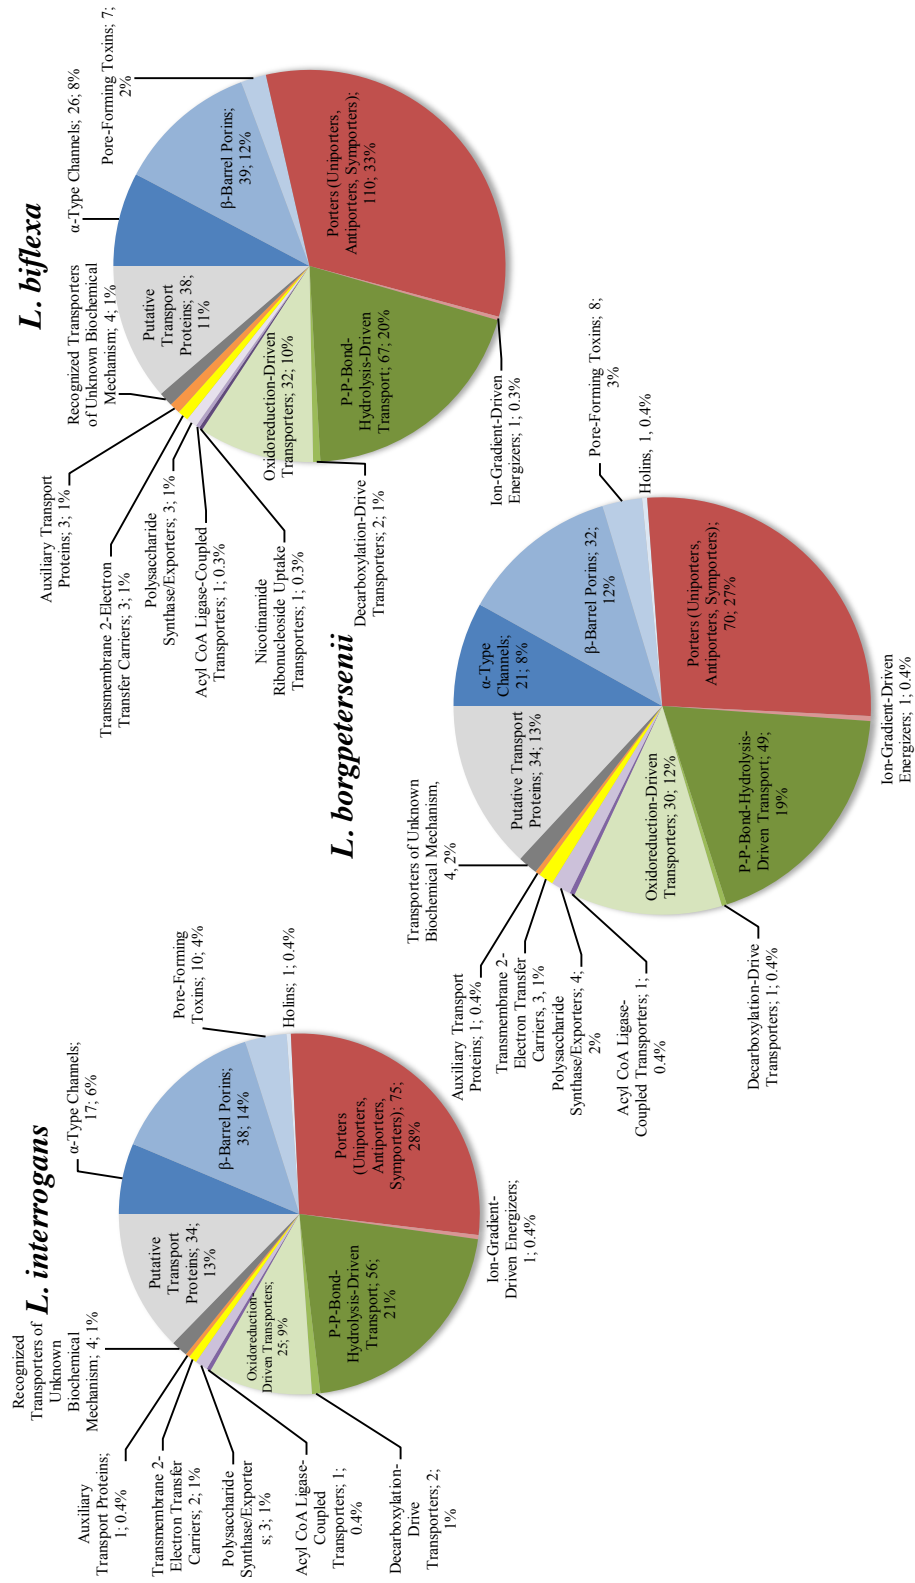 L. interrogans
α-Type Channels;
17; 6%
Pore-Forming
Toxins; 10; 4%
β-Barrel Porins;
38; 14%
Holins; 1; 0.4%
Porters
(Uniporters,
Antiporters,
Symporters); 75;
28%
Ion-Gradient-
Driven Energizers;
1; 0.4%
P-P-Bond-
Hydrolysis-Driven
Transport; 56;
21%
Decarboxylation-
Drive
Transporters; 2;
1%
Oxidoreduction-
Driven Transporters;
25; 9%
Acyl CoA Ligase-
Coupled
Transporters; 1;
0.4%
Polysaccharide
Synthase/Exporter
s; 3; 1%
Transmembrane 2-
Electron Transfer
Carriers; 2; 1%
Auxiliary
Transport Proteins;
1; 0.4%
Recognized
Transporters of
Unknown
Biochemical
Mechanism; 4; 1%
Putative
Transport
Proteins; 34;
13%
L. borgpetersenii
α-Type
Channels;
21; 8%
β-Barrel Porins; 32;
12%
Pore-Forming Toxins; 8;
3%
Holins, 1, 0.4%
Porters (Uniporters,
Antiporters, Symporters);
70; 27%
Ion-Gradient-Driven
Energizers; 1; 0.4%
P-P-Bond-Hydrolysis-
Driven Transport; 49;
19%
Decarboxylation-Drive
Transporters; 1; 0.4%
Oxidoreduction-Driven
Transporters; 30; 12%
Acyl CoA Ligase-
Coupled Transporters; 1;
0.4%
Polysaccharide
Synthase/Exporters; 4;
2%
Transmembrane 2-
Electron Transfer
Carriers, 3, 1%
Auxiliary Transport
Proteins; 1; 0.4%
Transporters of Unknown
Biochemical Mechanism,
4, 2%
Putative Transport
Proteins; 34; 13%
L. biflexa
α-Type Channels; 26; 8%
β-Barrel Porins;
39; 12%
Pore-Forming Toxins; 7;
2%
Porters (Uniporters,
Antiporters, Symporters);
110; 33%
Ion-Gradient-Driven
Energizers; 1; 0.3%
P-P-Bond-
Hydrolysis-Driven
Transport; 67; 20%
Decarboxylation-Drive
Transporters; 2; 1%
Oxidoreduction-Driven
Transporters; 32; 10%
Nicotinamide
Ribonucleoside Uptake
Transporters; 1; 0.3%
Acyl CoA Ligase-Coupled
Transporters; 1; 0.3%
Polysaccharide
Synthase/Exporters; 3; 1%
Transmembrane 2-Electron
Transfer Carriers; 3; 1%
Auxiliary Transport
Proteins; 3; 1%
Recognized Transporters
of Unknown Biochemical
Mechanism; 4; 1%
Putative
Transport
Proteins; 38;
11%